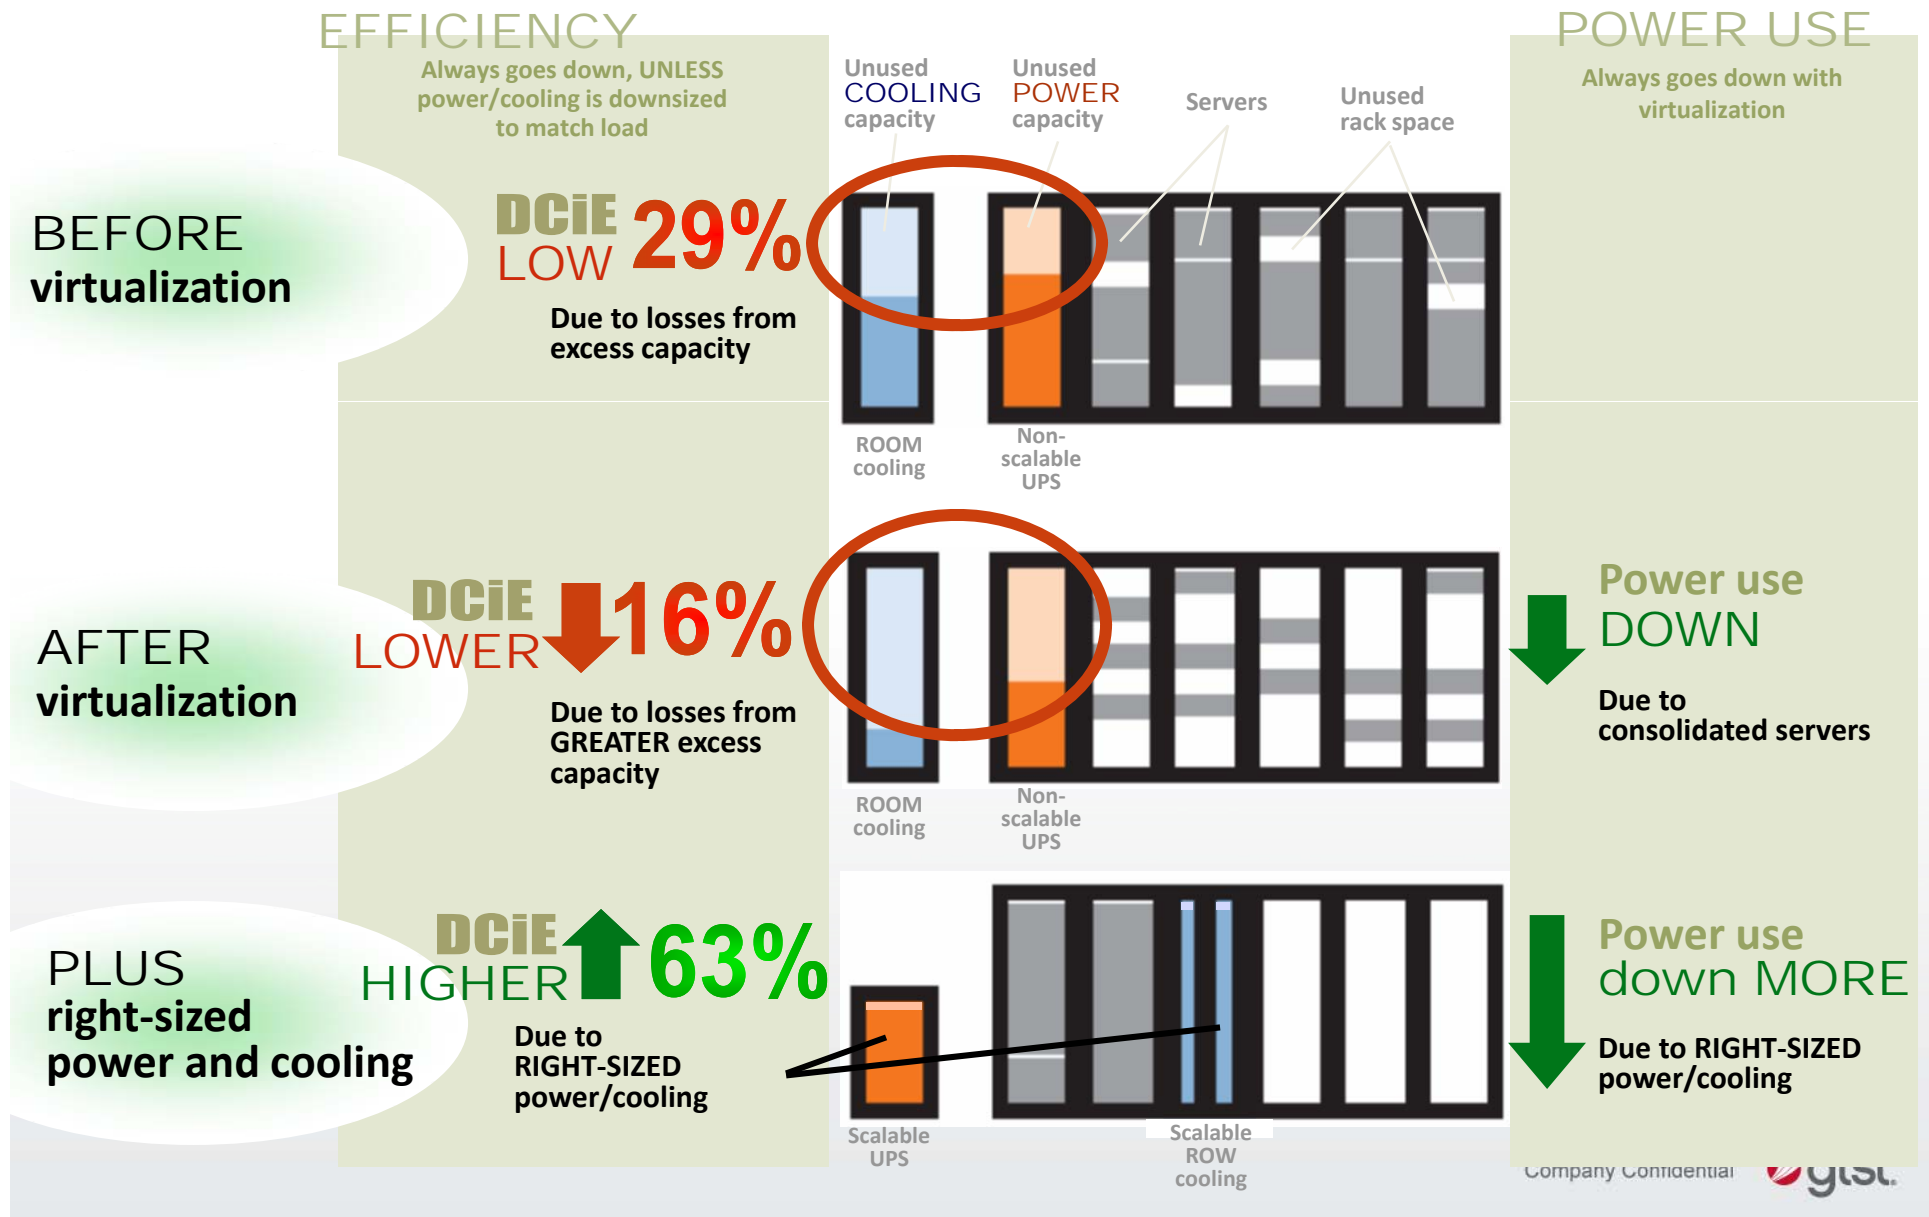 EFFICIENCY
Always goes down, UNLESS
power/cooling is downsized
to match load
Unused
COOLING
capacity
Unused
POWER
capacity
Servers
Unused
rack space
POWER USE
Always goes down with
virtualization
BEFORE
virtualization
DCiE
LOW
29%
Due to losses from
excess capacity
ROOM
cooling
Non-
scalable
UPS
AFTER
virtualization
DCiE
LOWER
16%
Due to losses from
GREATER excess
capacity
ROOM
cooling
Non-
scalable
UPS
Power use
DOWN
Due to
consolidated servers
PLUS
right-sized
power and cooling
DCiE
HIGHER
63%
Due to
RIGHT-SIZED
power/cooling
Scalable
UPS
Scalable
ROW
cooling
Power use
down MORE
Due to RIGHT-SIZED
power/cooling
Company Confidential
gtsi.